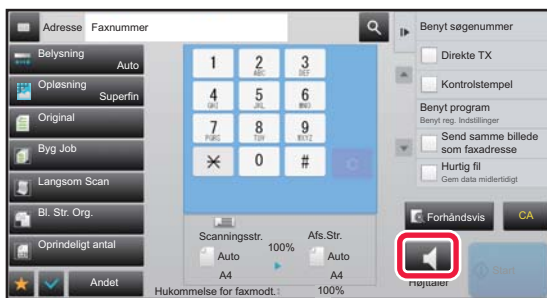 Adresse Faxnummer
Belysning
Auto
Opløsning
Superfin
Original
Byg Job
Langsom Scan
Bl. Str. Org.
Oprindeligt antal
Andet
1
2
ABC
3
DEF
4
GHI
5
JKL
6
MNO
7
PQRS
8
TUV
9
WXYZ
0
#
C
Scanningsstr.
100%
Afs.Str.
Auto
A4
Auto
A4
Hukommelse for faxmodt.: 100%
Benyt søgenummer
Direkte TX
Kontrolstempel
Benyt program
Benyt reg. Indstillinger
Send samme billede
som faxadresse
Hurtig fil
Gem data midlertidigt
Forhåndsvis
CA
Højttaler
Start